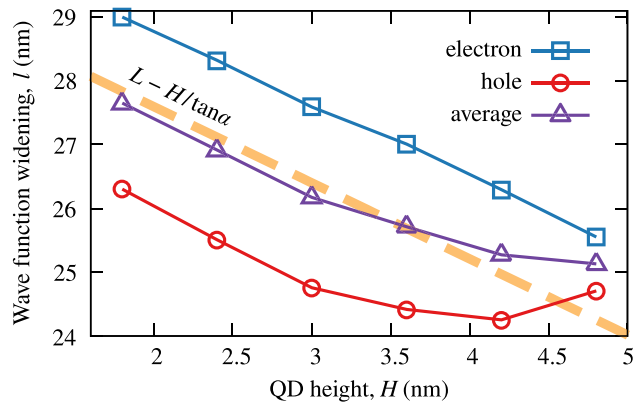 29
28
27
26
25
24
Wave function widening, l (nm)
electron
hole
average
L − H/tanα
2
2.5
3
3.5
4
4.5
5
QD height, H (nm)